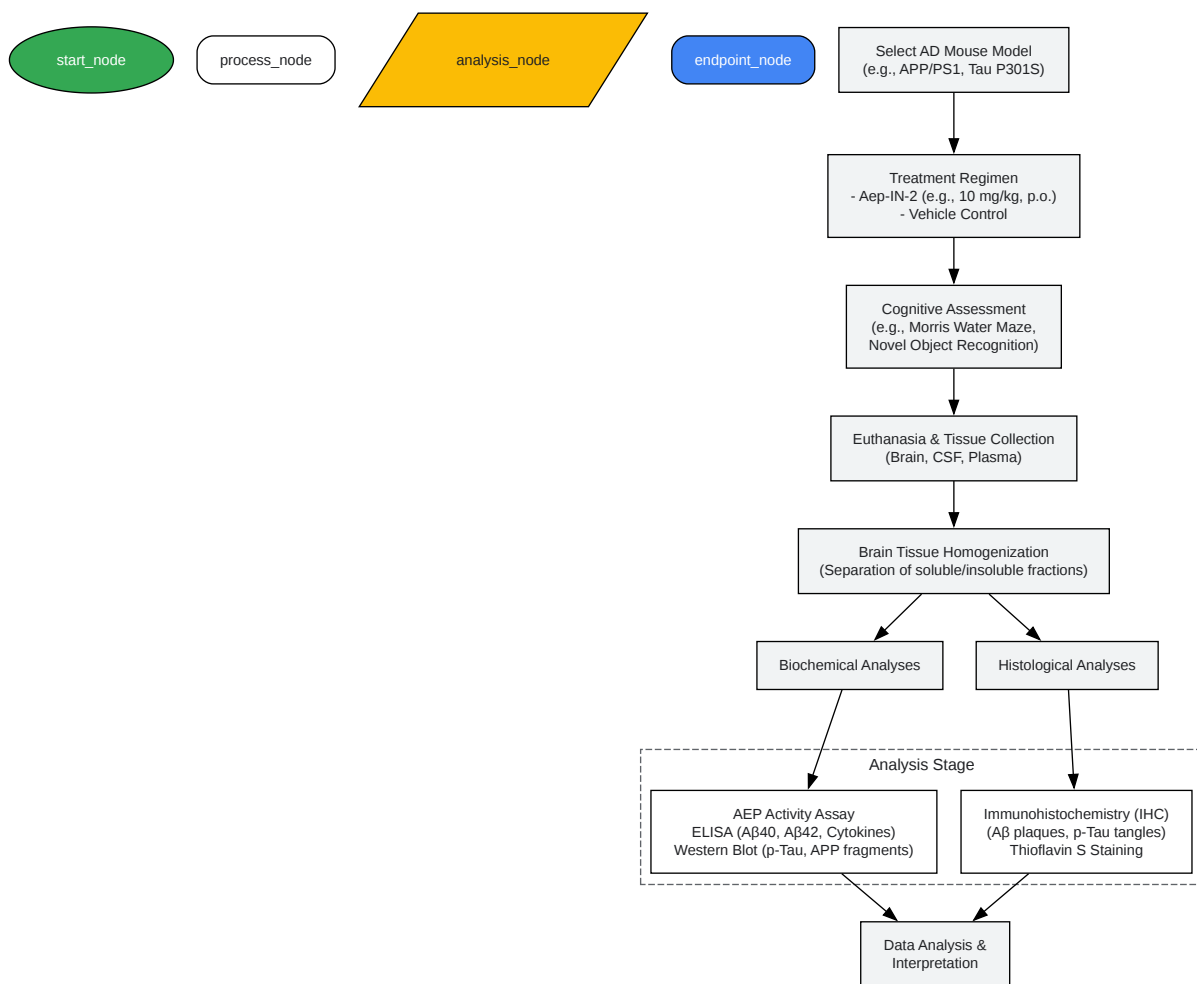 start_node
process_node
analysis_node
endpoint_node
Select AD Mouse Model
(e.g., APP/PS1, Tau P301S)
Treatment Regimen
- Aep-IN-2 (e.g., 10 mg/kg, p.o.)
- Vehicle Control
Cognitive Assessment
(e.g., Morris Water Maze,
Novel Object Recognition)
Euthanasia & Tissue Collection
(Brain, CSF, Plasma)
Brain Tissue Homogenization
(Separation of soluble/insoluble fractions)
Biochemical Analyses
Histological Analyses
Analysis Stage
AEP Activity Assay
ELISA (Aβ40, Aβ42, Cytokines)
Western Blot (p-Tau, APP fragments)
Immunohistochemistry (IHC)
(Aβ plaques, p-Tau tangles)
Thioflavin S Staining
Data Analysis &
Interpretation